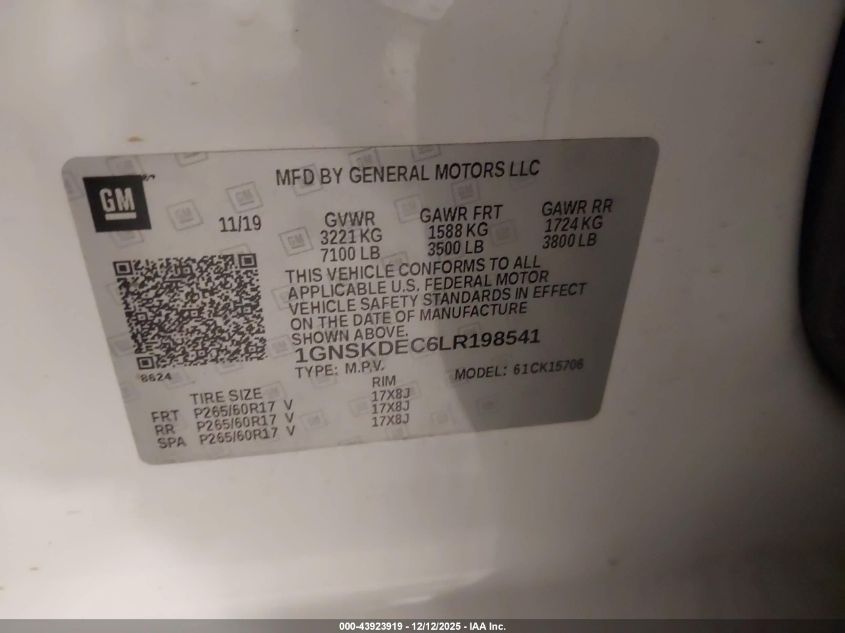 GM
MFD BY GENERAL MOTORS LLC
11/19
GVWR GAWR FRT GAWR RR
3221 KG 1588 KG 1724 KG
7100 LB 3500 LB 3800 LB
THIS VEHICLE CONFORMS TO ALL
APPLICABLE U.S. FEDERAL MOTOR
VEHICLE SAFETY STANDARDS IN EFFECT
ON THE DATE OF MANUFACTURE
SHOWN ABOVE.
1GNSKDEC6LR198541
8624
TYPE: M.P.V. MODEL: 61CK15706
TIRE SIZE RIM
FRT P265/60R17 V 17X8J
RR P265/60R17 V 17X8J
SPA P265/60R17 V 17X8J
000-43923919 - 12/12/2025 - IAA Inc.